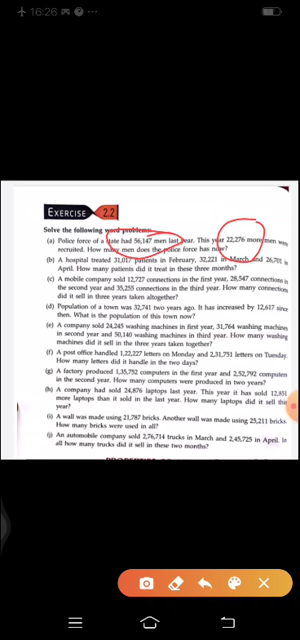 16:26
EXERCISE 2.2
Solve the following word problems:
(a) Police force of a state had 56,147 men last year. This year 22,276 more men were
recruited. How many men does the police force has now?
(b) A hospital treated 31,017 patients in February, 32,221 in March and 26,701 in
April. How many patients did it treat in these three months?
(c) A mobile company sold 12,727 connections in the first year, 28,547 connections in
the second year and 35,255 connections in the third year. How many connections
did it sell in three years taken altogether?
(d) Population of a town was 32,741 two years ago. It has increased by 12,617 since
then. What is the population of this town now?
(e) A company sold 24,245 washing machines in first year, 31,764 washing machines
in second year and 50,140 washing machines in third year. How many washing
machines did it sell in the three years taken together?
(f) A post office handled 1,22,227 letters on Monday and 2,31,751 letters on Tuesday.
How many letters did it handle in the two days?
(g) A factory produced 1,35,752 computers in the first year and 2,52,792 computers
in the second year. How many computers were produced in two years?
(h) A company had sold 24,876 laptops last year. This year it has sold 12,851
more laptops than it sold in the last year. How many laptops did it sell this
year?
(i) A wall was made using 21,787 bricks. Another wall was made using 25,211 bricks.
How many bricks were used in all?
(j) An automobile company sold 2,76,714 trucks in March and 2,45,725 in April. In
all how many trucks did it sell in these two months?